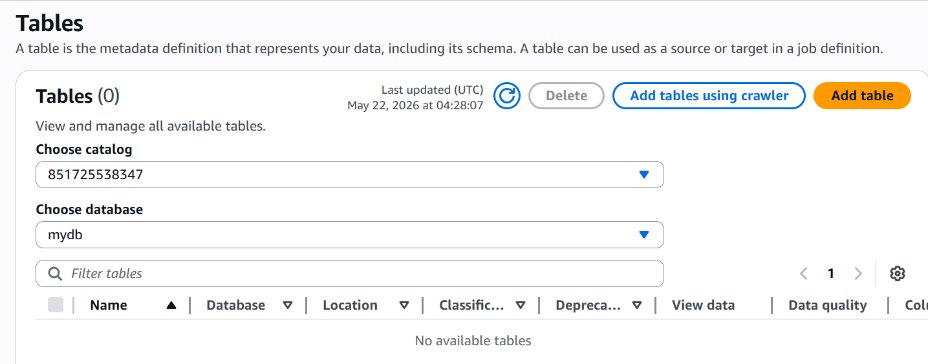 Tables
A table is the metadata definition that represents your data, including its schema. A table can be used as a source or target in a job definition.
Tables (0)
Last updated (UTC)
May 22, 2026 at 04:28:07
Delete
Add tables using crawler
Add table
View and manage all available tables.
Choose catalog
851725538347
Choose database
mydb
Filter tables
1
Name Database Location Classific... Depreca... View data Data quality Colu
No available tables